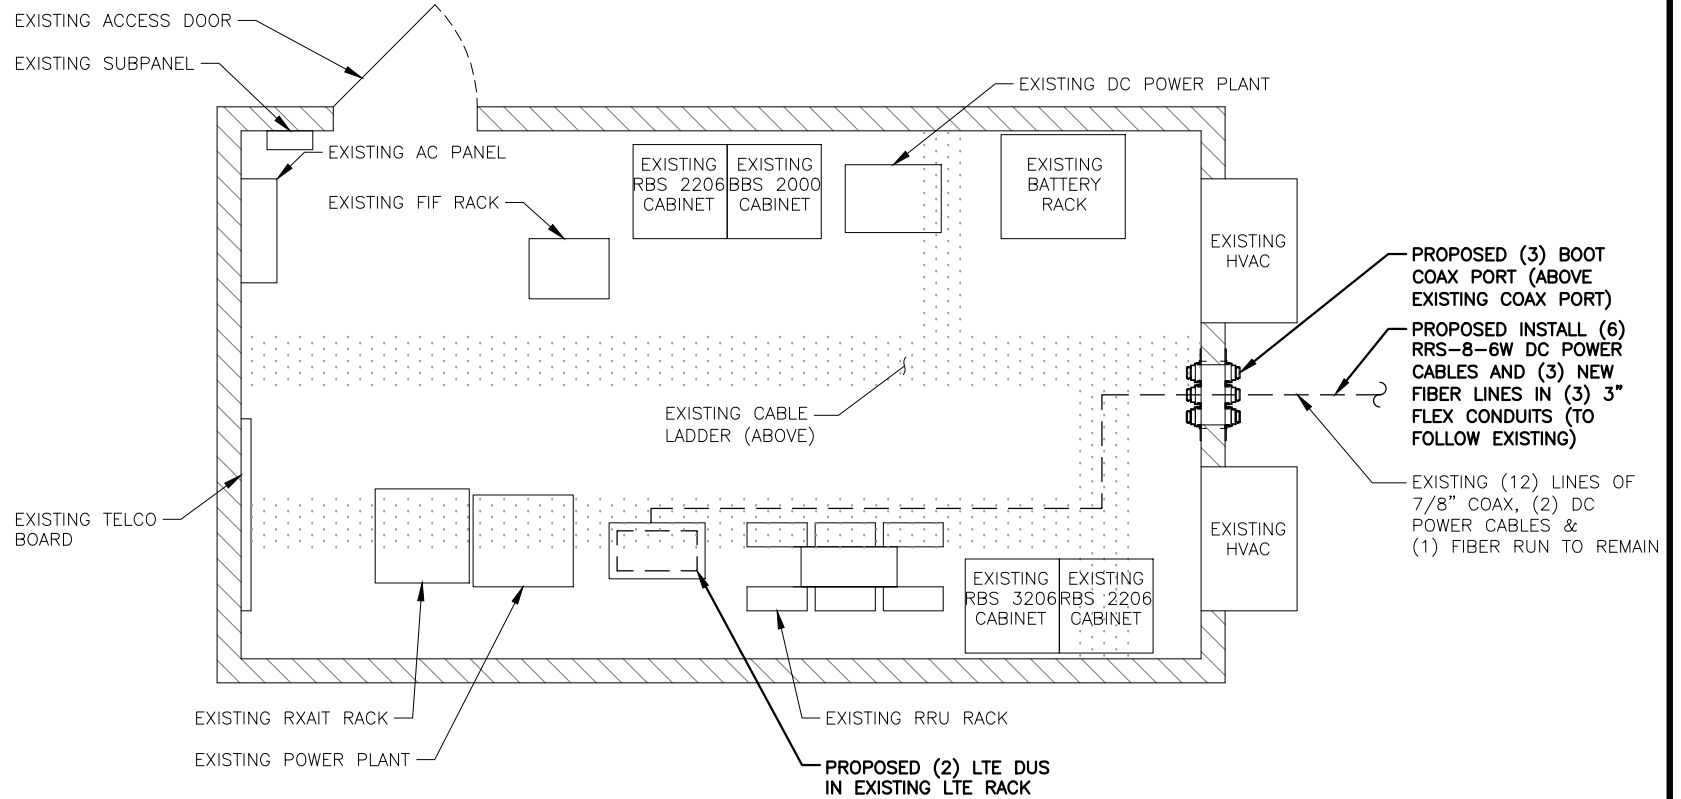 EXISTING ACCESS DOOR
EXISTING SUBPANEL
EXISTING DC POWER PLANT
EXISTING AC PANEL
EXISTING FIF RACK
EXISTING
RBS 2206
CABINET
EXISTING
BBS 2000
CABINET
EXISTING
BATTERY
RACK
EXISTING
HVAC
PROPOSED (3) BOOT
COAX PORT (ABOVE
EXISTING COAX PORT)
PROPOSED INSTALL (6)
RRS-8-6W DC POWER
CABLES AND (3) NEW
FIBER LINES IN (3) 3"
FLEX CONDUITS (TO
FOLLOW EXISTING)
EXISTING CABLE
LADDER (ABOVE)
EXISTING (12) LINES OF
7/8" COAX, (2) DC
POWER CABLES &
(1) FIBER RUN TO REMAIN
EXISTING TELCO
BOARD
EXISTING
HVAC
EXISTING
RBS 3206
CABINET
EXISTING
RBS 2206
CABINET
EXISTING RXAIT RACK
EXISTING RRU RACK
EXISTING POWER PLANT
PROPOSED (2) LTE DUS
IN EXISTING LTE RACK